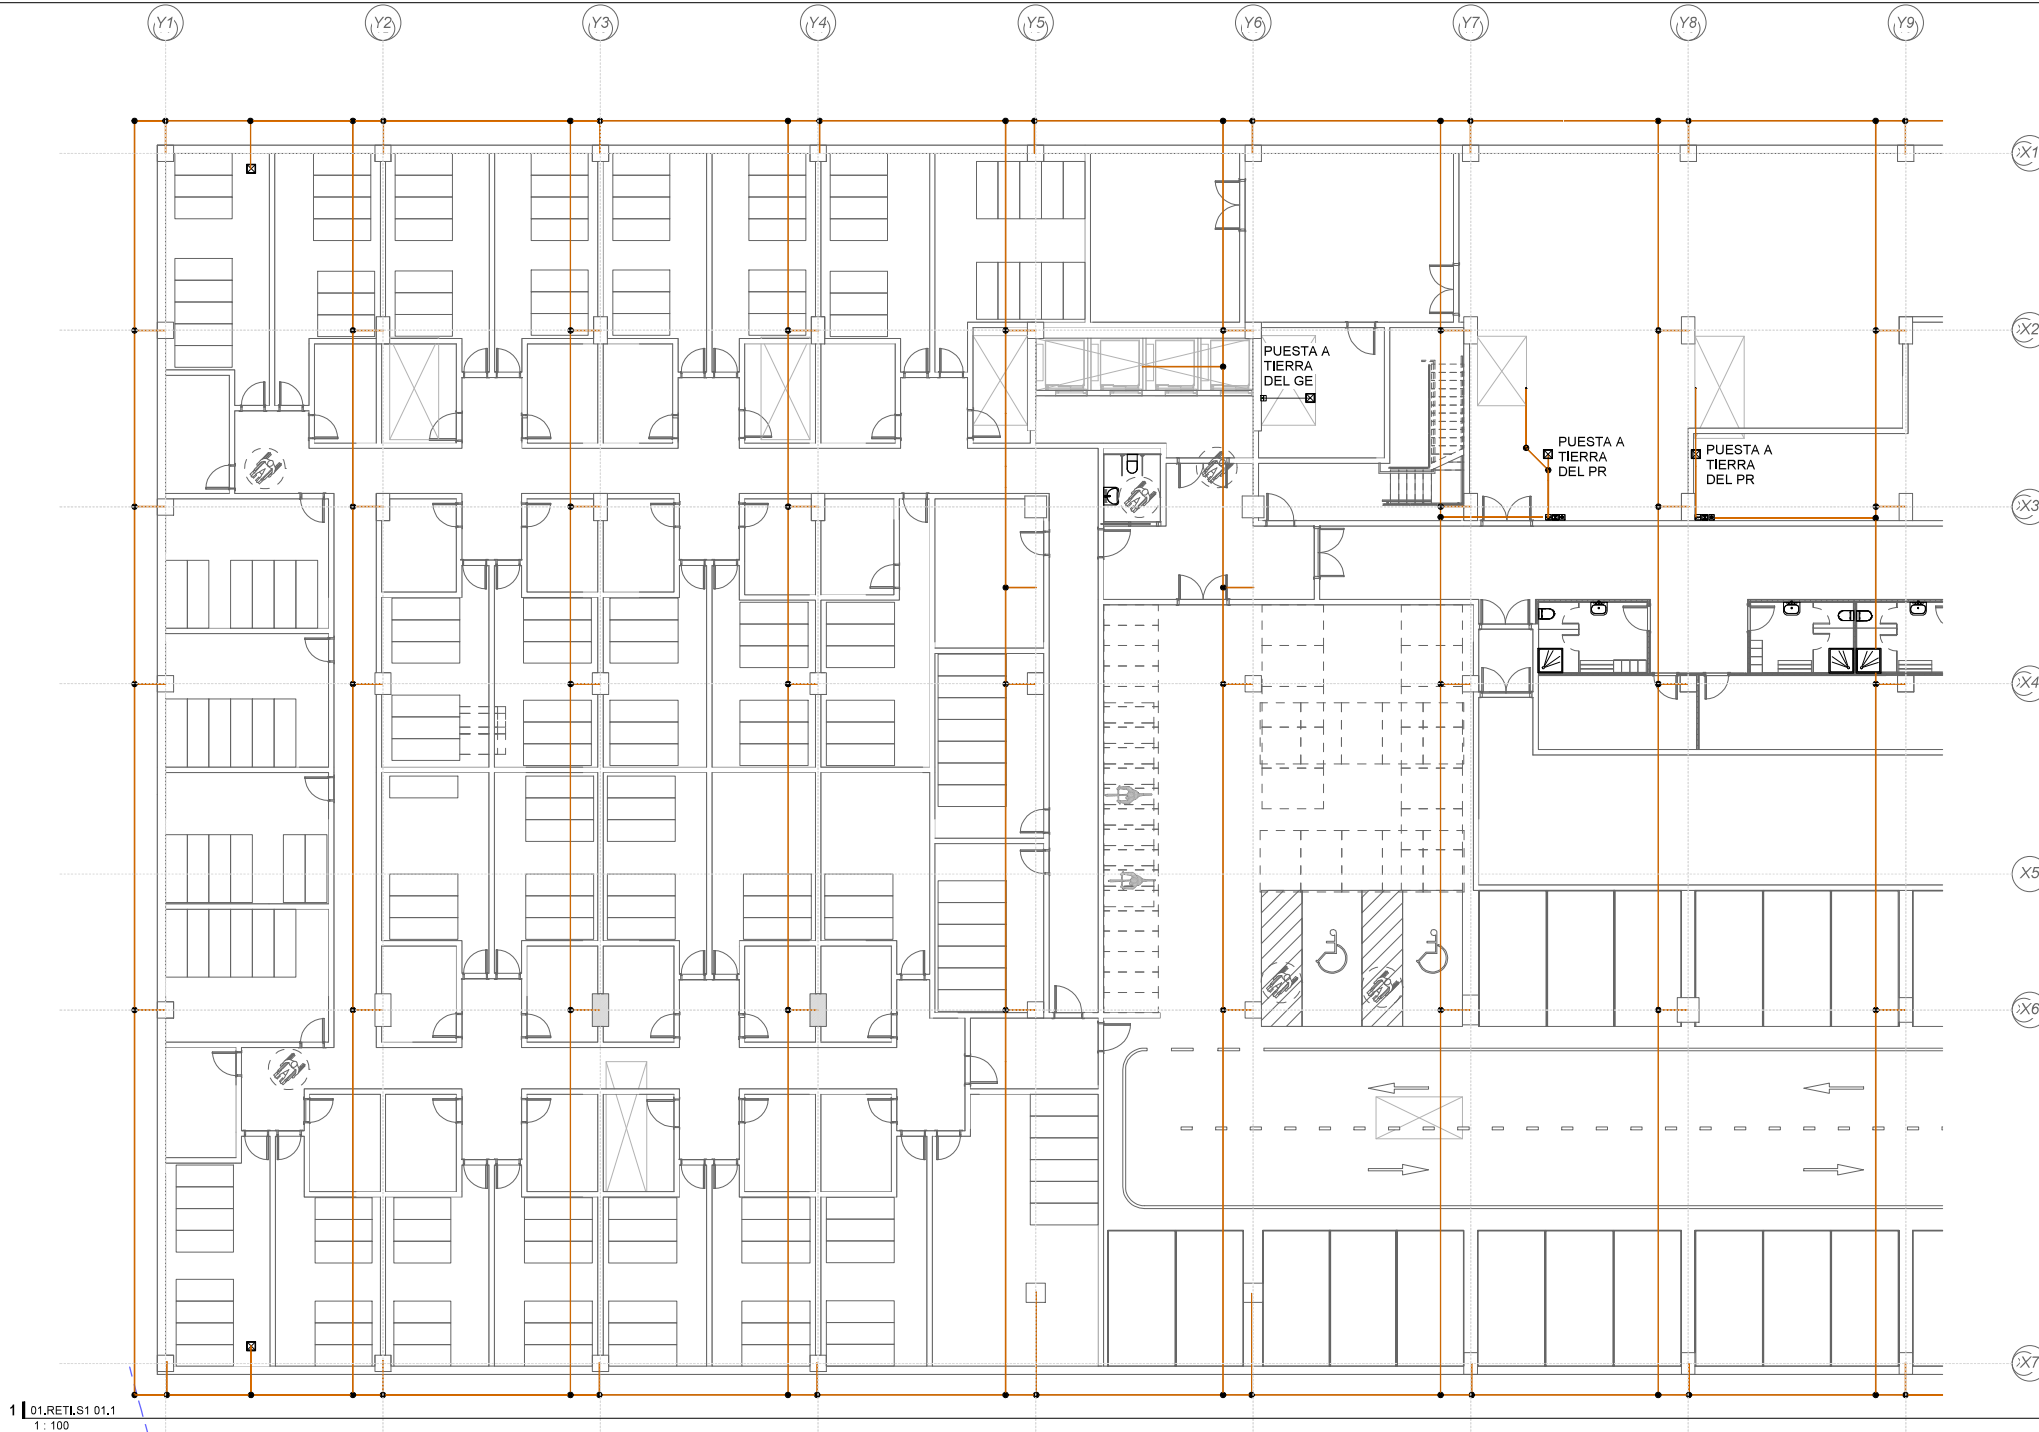 Y1 Y2 Y3 Y4 Y5 Y6 Y7 Y8 Y9
X1
X2
PUESTA A
TIERRA
DEL GE
PUESTA A
TIERRA
DEL PR
PUESTA A
TIERRA
DEL PR
X3
X4
X5
X6
X7
1 01.RETI.S1 01.1
1 : 100